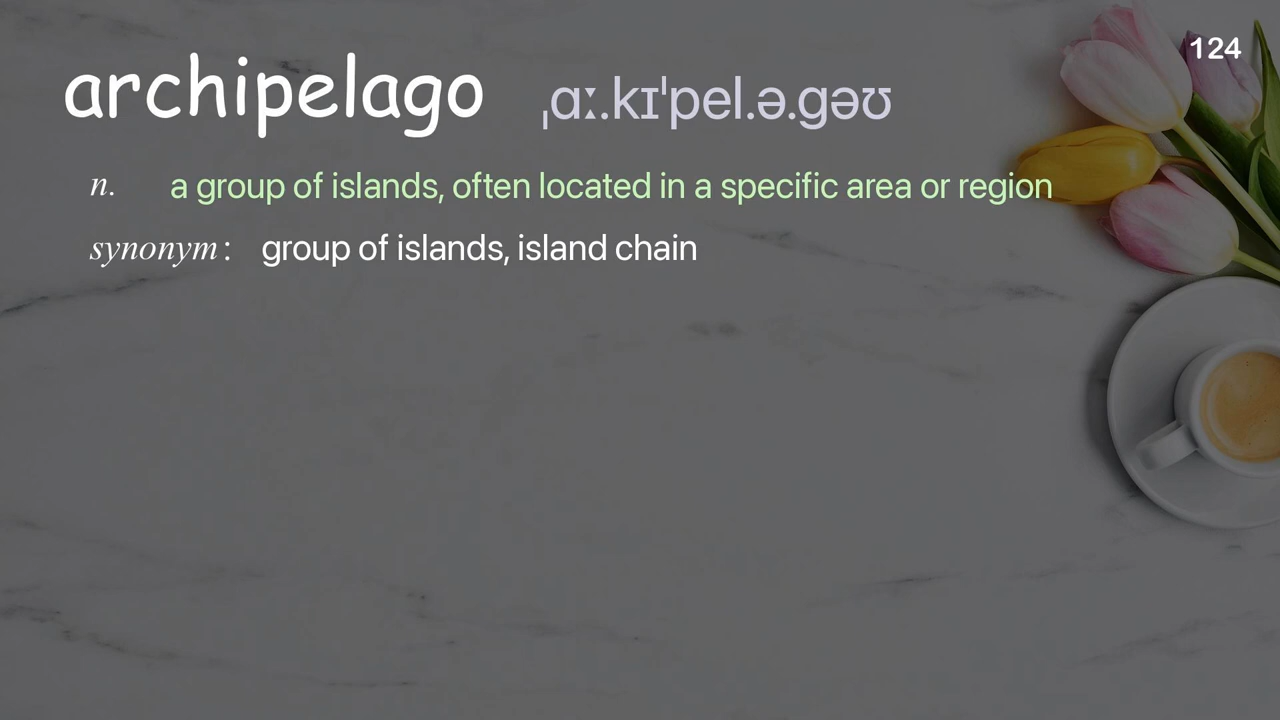 124
archipelago ˌɑː.kɪˈpel.ə.ɡəʊ
n. a group of islands, often located in a specific area or region
synonym: group of islands, island chain